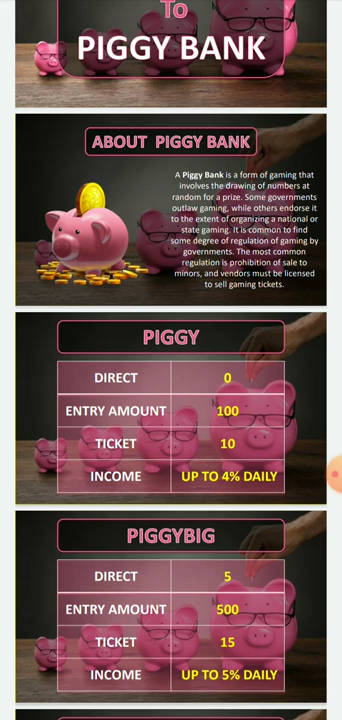 To
PIGGY BANK
ABOUT PIGGY BANK
A Piggy Bank is a form of gaming that
involves the drawing of numbers at
random for a prize. Some governments
outlaw gaming, while others endorse it
to the extent of organizing a national or
state gaming. It is common to find
some degree of regulation of gaming by
governments. The most common
regulation is prohibition of sale to
minors, and vendors must be licensed
to sell gaming tickets.
PIGGY
DIRECT 0
ENTRY AMOUNT 100
TICKET 10
INCOME UP TO 4% DAILY
PIGGYBIG
DIRECT 5
ENTRY AMOUNT 500
TICKET 15
INCOME UP TO 5% DAILY